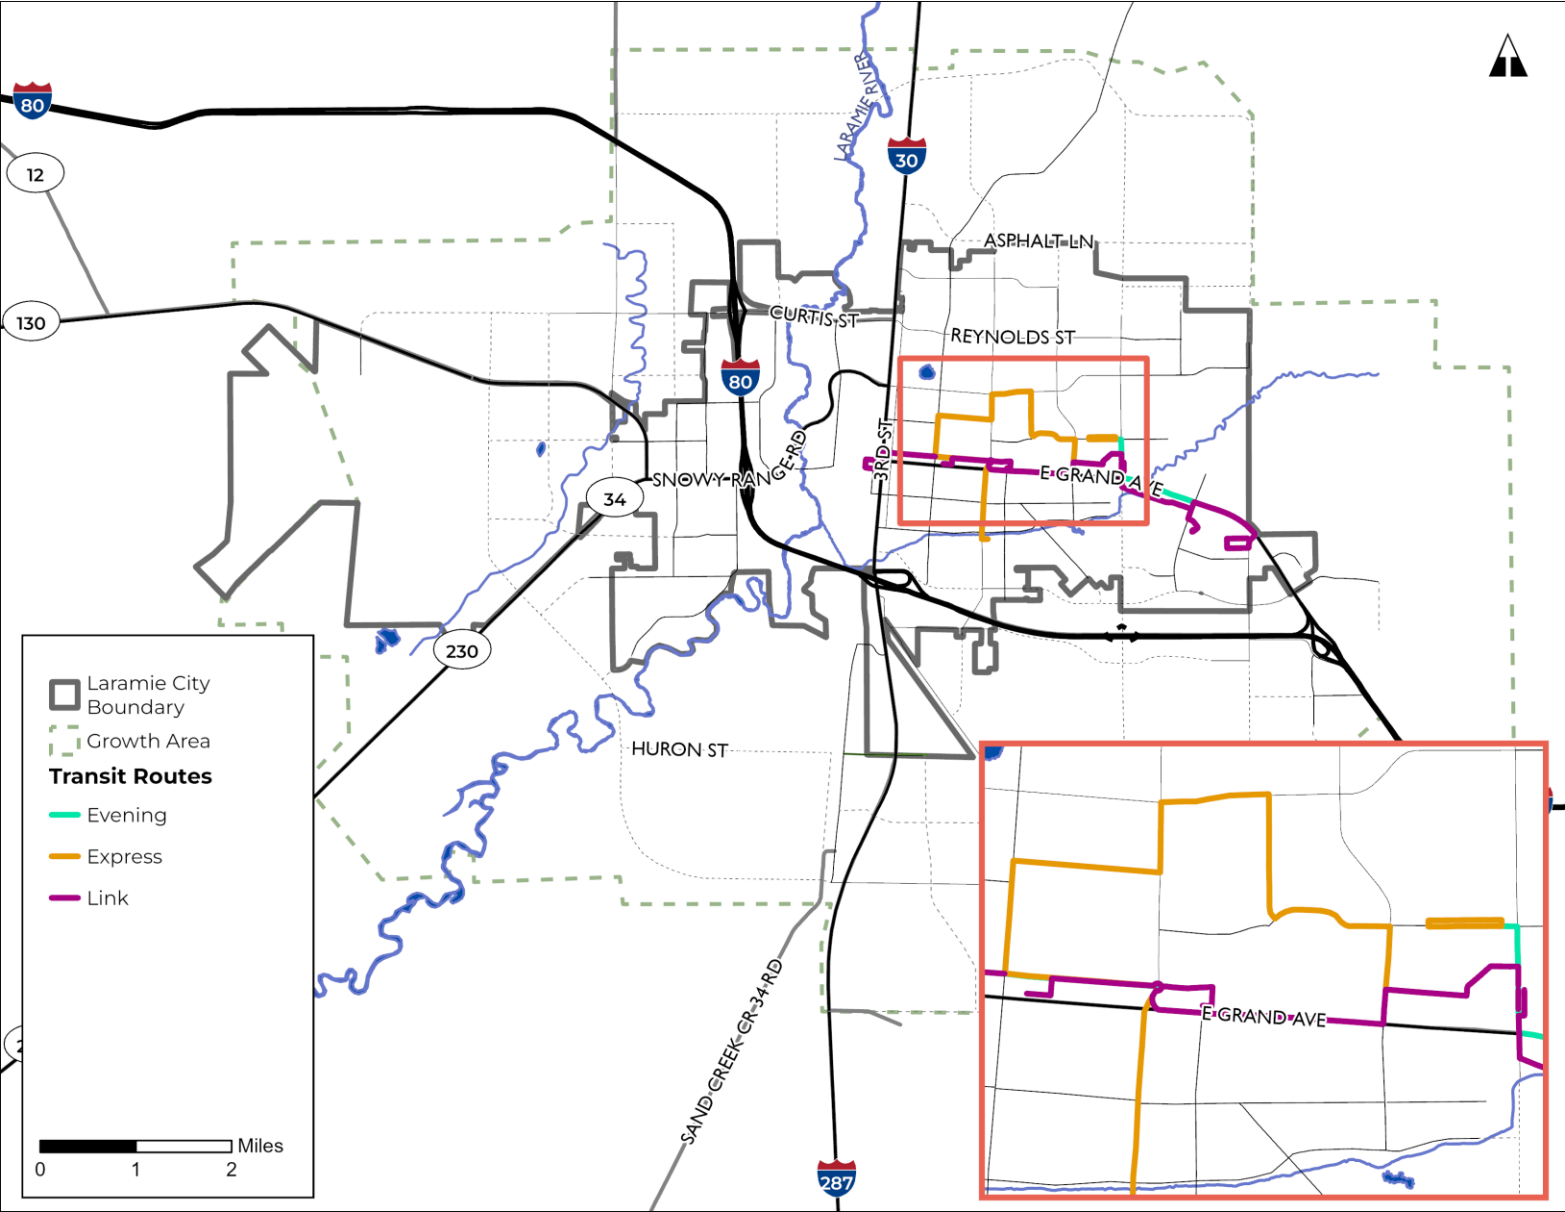 80
LARAMIE RIVER
30
12
ASPHALT LN
130
CURTIS ST
REYNOLDS ST
80
3RD ST
SNOWY RANGE RD
E GRAND AVE
34
230
Laramie City
Boundary
Growth Area
Transit Routes
Evening
Express
Link
HURON ST
E GRAND AVE
SAND CREEK CR 34 RD
Miles
0 1 2
287